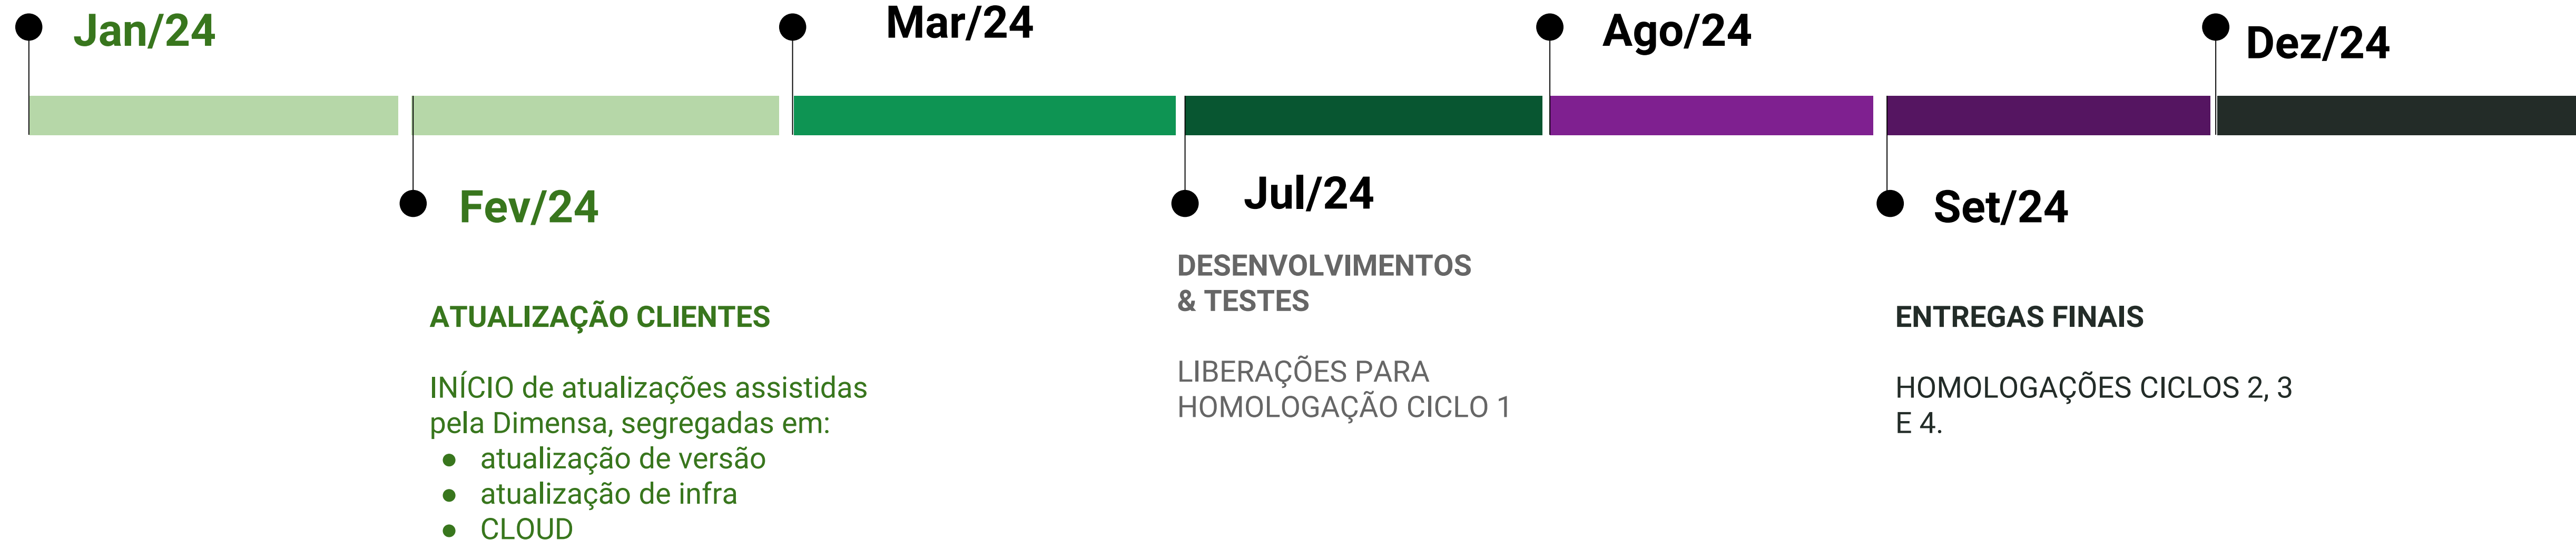 Jan/24
Mar/24
Ago/24
Dez/24
Fev/24
Jul/24
Set/24
ATUALIZAÇÃO CLIENTES
INÍCIO de atualizações assistidas
pela Dimensa, segregadas em:
● atualização de versão
● atualização de infra
● CLOUD
DESENVOLVIMENTOS
& TESTES
LIBERAÇÕES PARA
HOMOLOGAÇÃO CICLO 1
ENTREGAS FINAIS
HOMOLOGAÇÕES CICLOS 2, 3
E 4.